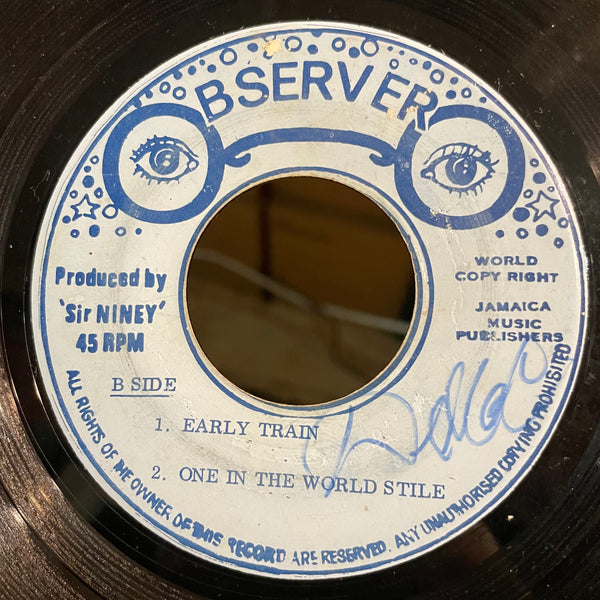 OBSERVER
Produced by
'Sir NINEY'
45 RPM
WORLD
COPY RIGHT
JAMAICA
MUSIC
PUBLISHERS
B SIDE
1. EARLY TRAIN
2. ONE IN THE WORLD STILE
ALL RIGHTS OF THE OWNER OF THIS RECORD ARE RESERVED. ANY UNAUTHORISED COPYING PROHIBITED